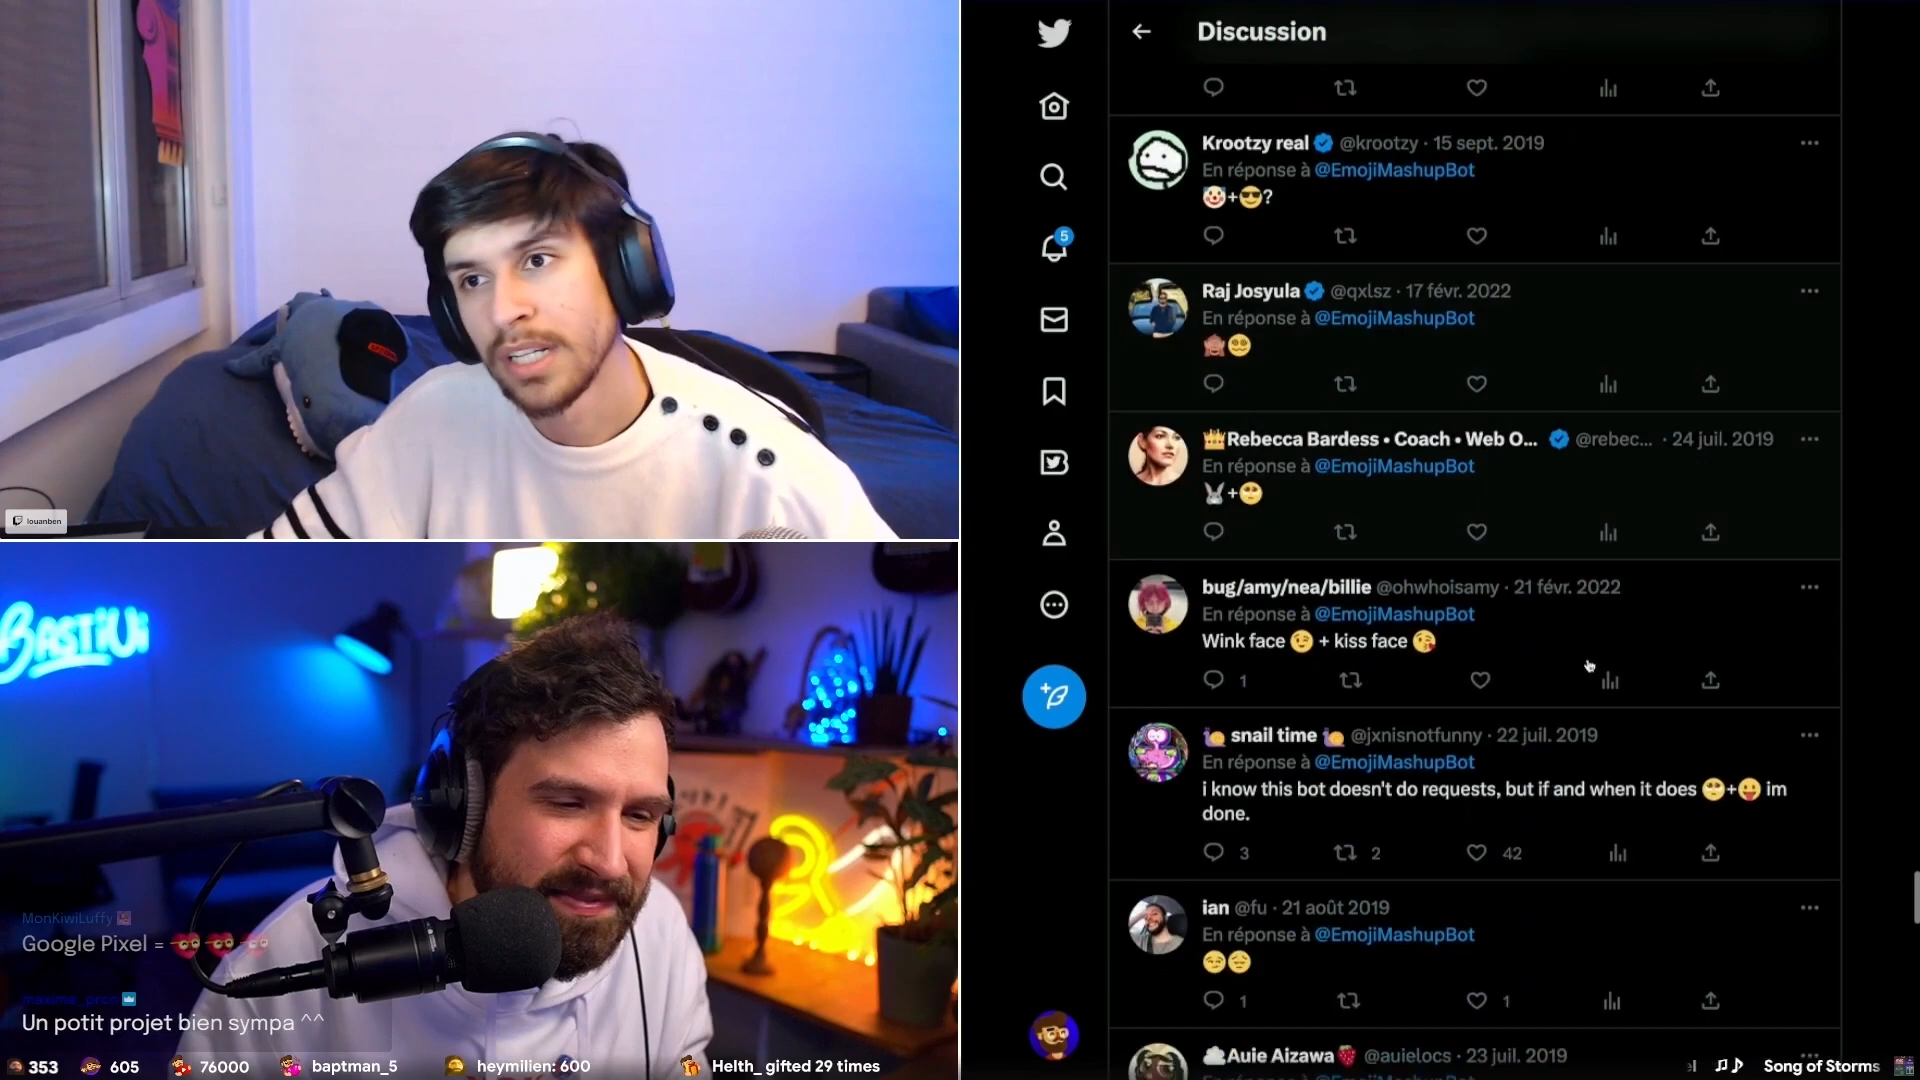 louanben
BASTIUI
MonKiwiLuffy
Google Pixel =
maxime_prcn
Un potit projet bien sympa ^^
353
605
76000
baptman_5
heymilien: 600
Helth_ gifted 29 times
Discussion
Krootzy real @krootzy · 15 sept. 2019
En réponse à @EmojiMashupBot
🤡+😎?
5
Raj Josyula @qxlsz · 17 févr. 2022
En réponse à @EmojiMashupBot
🙈😵‍💫
👑Rebecca Bardess • Coach • Web O... @rebec... · 24 juil. 2019
En réponse à @EmojiMashupBot
🐰+🥺
bug/amy/nea/billie @ohwhoisamy · 21 févr. 2022
En réponse à @EmojiMashupBot
Wink face 😉 + kiss face 😘
1
🐌 snail time 🐌 @jxnisnotfunny · 22 juil. 2019
En réponse à @EmojiMashupBot
i know this bot doesn't do requests, but if and when it does 🥺+😛 im
done.
3 2 42
ian @fu · 21 août 2019
En réponse à @EmojiMashupBot
😏😔
1 1
☁️Auie Aizawa🍓 @auielocs · 23 juil. 2019
Song of Storms